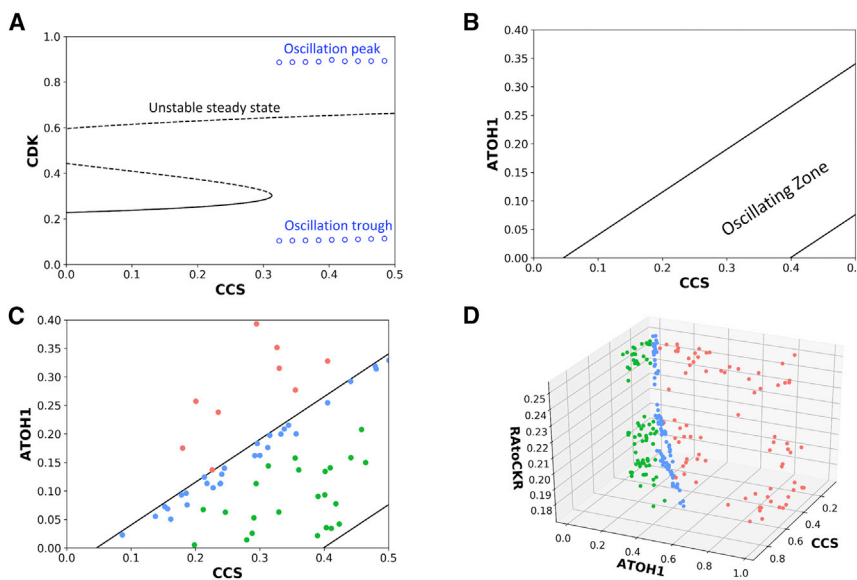 A
1.0
0.8
0.6
0.4
0.2
0.0
CDK
Oscillation peak
Unstable steady state
Oscillation trough
0.0 0.1 0.2 0.3 0.4 0.5
CCS
B
0.40
0.35
0.30
0.25
0.20
0.15
0.10
0.05
0.00
ATOH1
Oscillating Zone
0.0 0.1 0.2 0.3 0.4 0.5
CCS
C
0.40
0.35
0.30
0.25
0.20
0.15
0.10
0.05
0.00
ATOH1
0.0 0.1 0.2 0.3 0.4 0.5
CCS
D
0.25
0.24
0.23
0.22
0.21
0.20
0.19
0.18
RAtoCKR
0.0 0.2 0.4 0.6 0.8 1.0
ATOH1
0.2
0.4
0.6
0.8
CCS